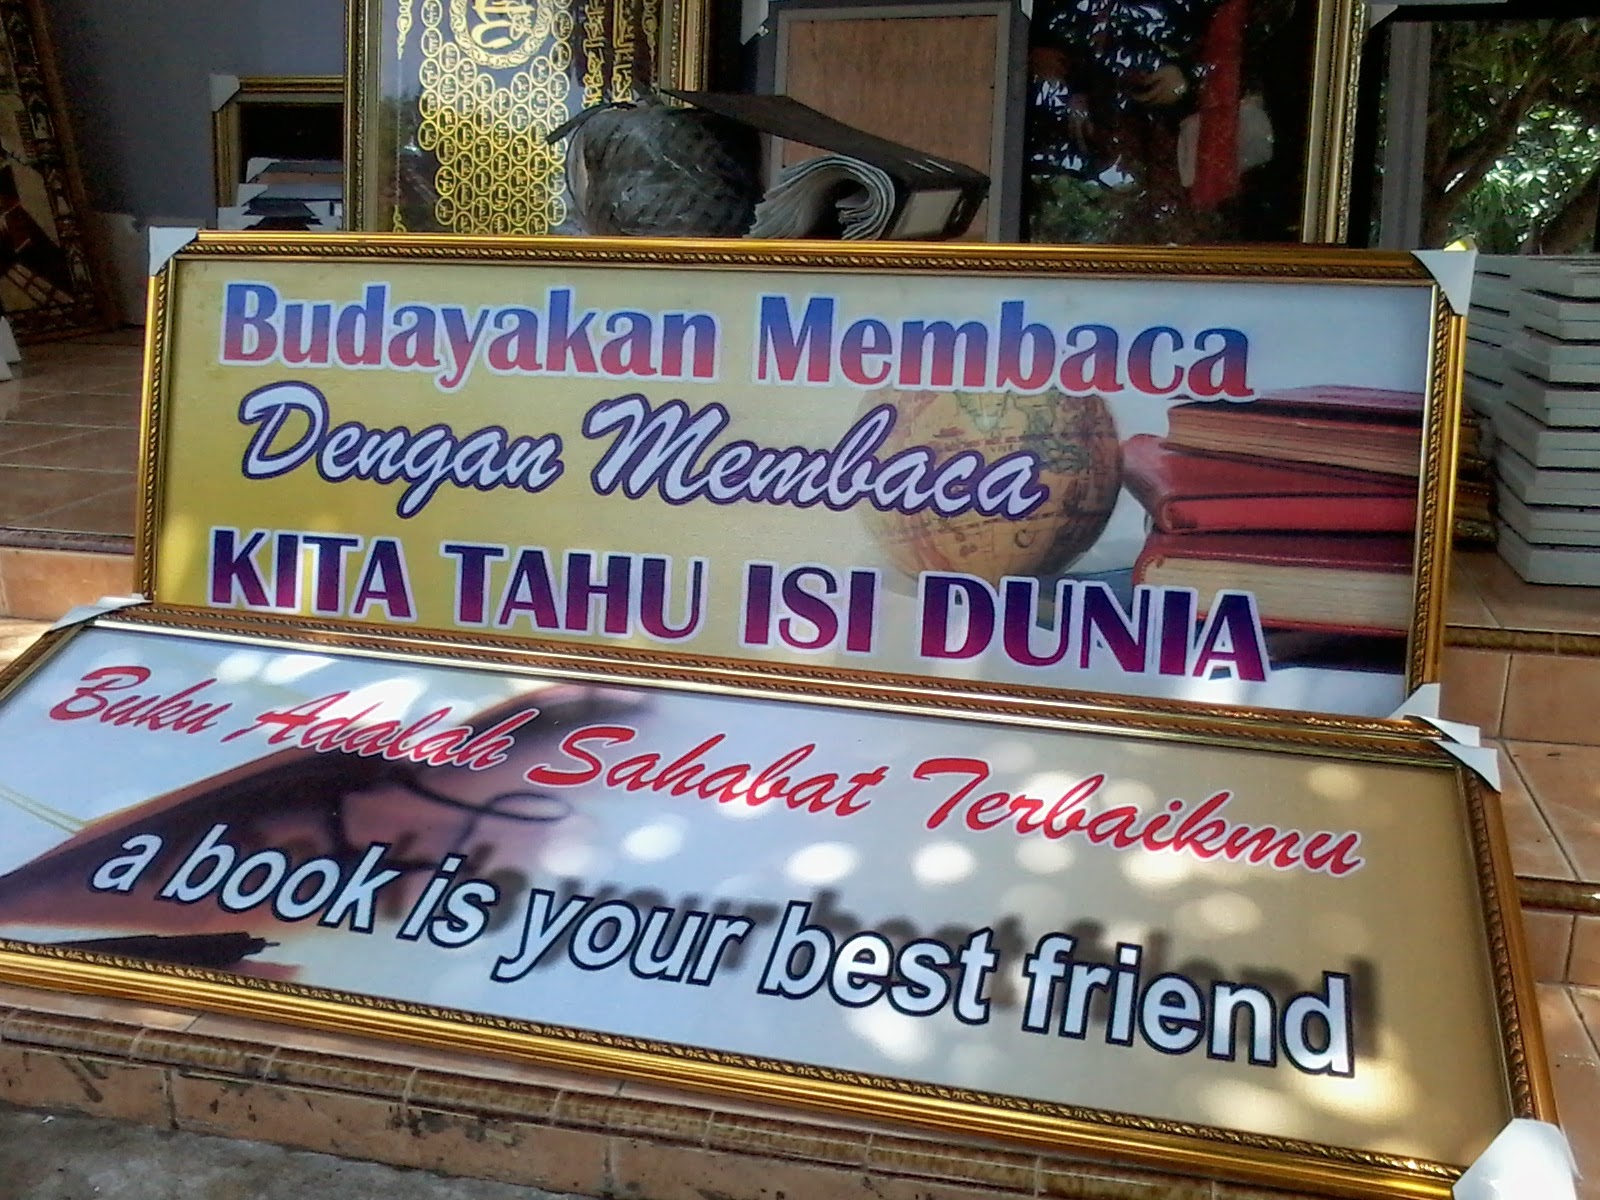 Budayakan Membaca
Dengan Membaca
KITA TAHU ISI DUNIA
Buku Adalah Sahabat Terbaikmu
a book is your best friend